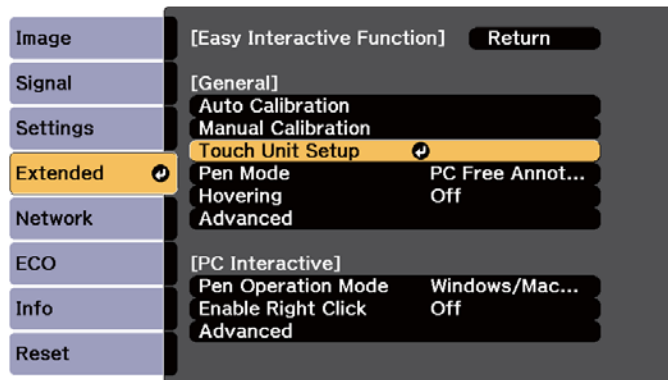 Image
Signal
Settings
Extended
Network
ECO
Info
Reset
[Easy Interactive Function] Return
[General]
Auto Calibration
Manual Calibration
Touch Unit Setup
Pen Mode PC Free Annot...
Hovering Off
Advanced
[PC Interactive]
Pen Operation Mode Windows/Mac...
Enable Right Click Off
Advanced